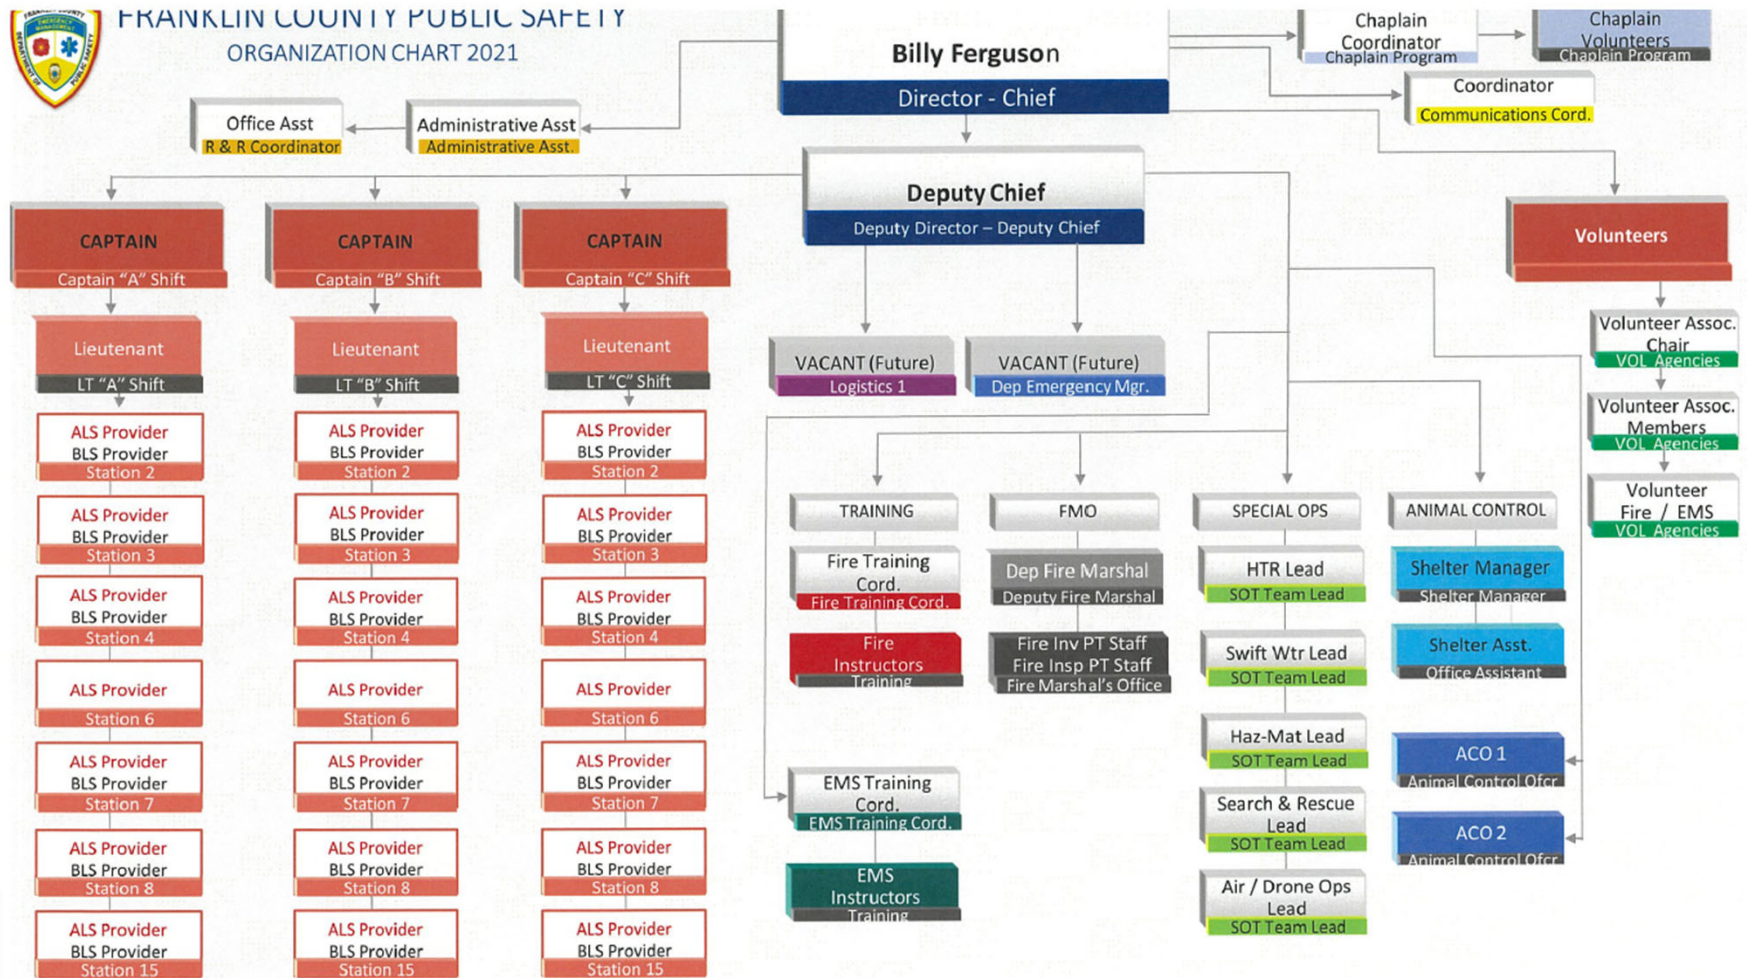 FRANKLIN COUNTY PUBLIC SAFETY
ORGANIZATION CHART 2021
EMERGENCY
MANAGEMENT
DEPARTMENT OF
PUBLIC SAFETY
Billy Ferguson
Director - Chief
Chaplain
Coordinator
Chaplain Program
Chaplain
Volunteers
Chaplain Program
Coordinator
Communications Cord.
Office Asst
R & R Coordinator
Administrative Asst
Administrative Asst.
Deputy Chief
Deputy Director – Deputy Chief
CAPTAIN
Captain “A” Shift
CAPTAIN
Captain “B” Shift
CAPTAIN
Captain “C” Shift
Volunteers
Lieutenant
LT “A” Shift
Lieutenant
LT “B” Shift
Lieutenant
LT “C” Shift
VACANT (Future)
Logistics 1
VACANT (Future)
Dep Emergency Mgr.
Volunteer Assoc.
Chair
VOL Agencies
Volunteer Assoc.
Members
VOL Agencies
Volunteer
Fire / EMS
VOL Agencies
ALS Provider
BLS Provider
Station 2
ALS Provider
BLS Provider
Station 3
ALS Provider
BLS Provider
Station 4
ALS Provider
Station 6
ALS Provider
BLS Provider
Station 7
ALS Provider
BLS Provider
Station 8
ALS Provider
BLS Provider
Station 15
ALS Provider
BLS Provider
Station 2
ALS Provider
BLS Provider
Station 3
ALS Provider
BLS Provider
Station 4
ALS Provider
Station 6
ALS Provider
BLS Provider
Station 7
ALS Provider
BLS Provider
Station 8
ALS Provider
BLS Provider
Station 15
ALS Provider
BLS Provider
Station 2
ALS Provider
BLS Provider
Station 3
ALS Provider
BLS Provider
Station 4
ALS Provider
Station 6
ALS Provider
BLS Provider
Station 7
ALS Provider
BLS Provider
Station 8
ALS Provider
BLS Provider
Station 15
TRAINING
Fire Training
Cord.
Fire Training Cord.
Fire
Instructors
Training
EMS Training
Cord.
EMS Training Cord.
EMS
Instructors
Training
FMO
Dep Fire Marshal
Deputy Fire Marshal
Fire Inv PT Staff
Fire Insp PT Staff
Fire Marshal’s Office
SPECIAL OPS
HTR Lead
SOT Team Lead
Swift Wtr Lead
SOT Team Lead
Haz-Mat Lead
SOT Team Lead
Search & Rescue
Lead
SOT Team Lead
Air / Drone Ops
Lead
SOT Team Lead
ANIMAL CONTROL
Shelter Manager
Shelter Manager
Shelter Asst.
Office Assistant
ACO 1
Animal Control Ofcr
ACO 2
Animal Control Ofcr